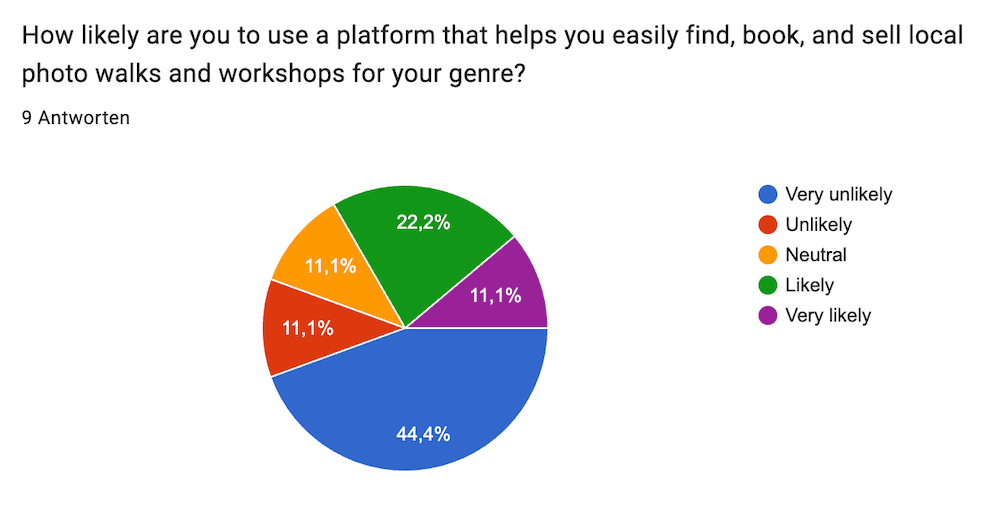 How likely are you to use a platform that helps you easily find, book, and sell local
photo walks and workshops for your genre?
9 Antworten
22,2%
11,1%
11,1%
11,1%
44,4%
Very unlikely
Unlikely
Neutral
Likely
Very likely